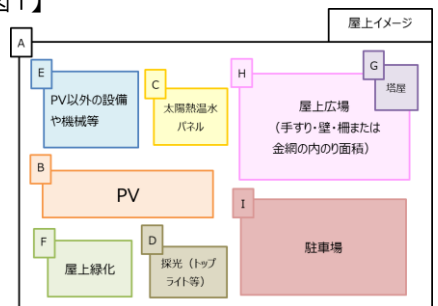 図1】
屋上イメージ
A
E
PV以外の設備
や機械等
C
太陽熱温水
パネル
H
屋上広場
（手すり・壁・柵または
金網の内のり面積）
G
塔屋
B
PV
I
駐車場
F
屋上緑化
D
採光（トップ
ライト等）